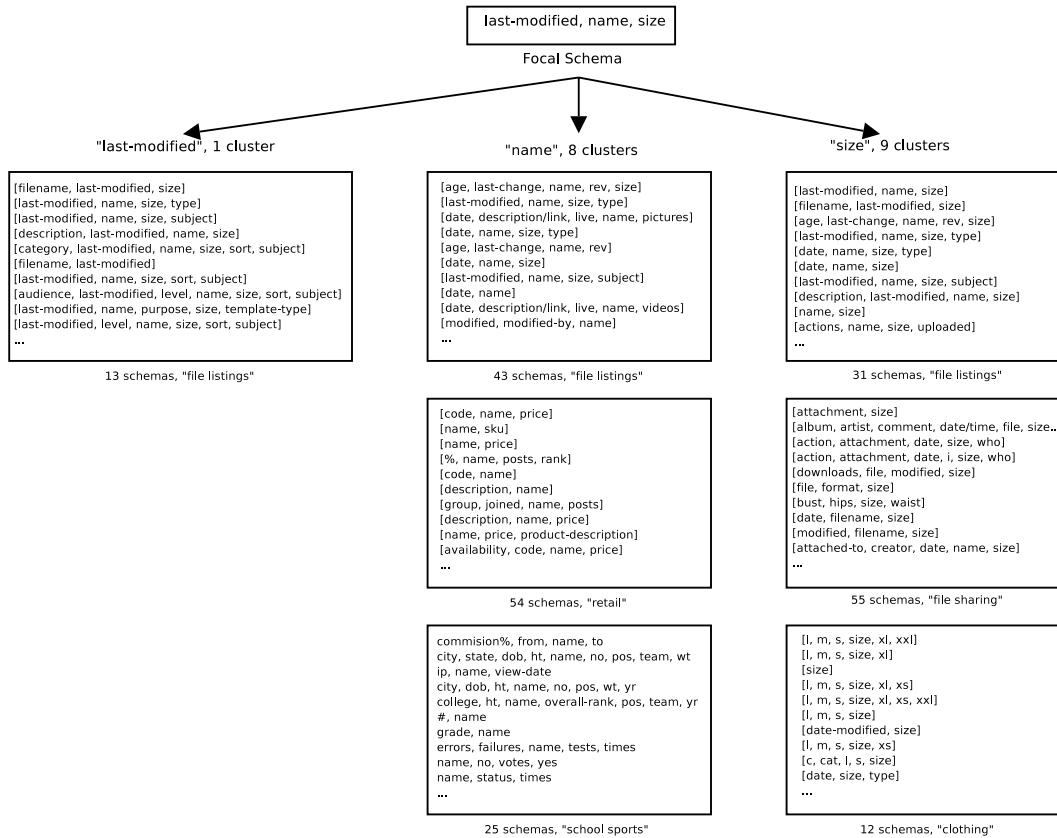 last-modified, name, size
Focal Schema
"last-modified", 1 cluster
[filename, last-modified, size]
[last-modified, name, size, type]
[last-modified, name, size, subject]
[description, last-modified, name, size]
[category, last-modified, name, size, sort, subject]
[filename, last-modified]
[last-modified, name, size, sort, subject]
[audience, last-modified, level, name, size, sort, subject]
[last-modified, name, purpose, size, template-type]
[last-modified, level, name, size, sort, subject]
...
13 schemas, "file listings"
"name", 8 clusters
[age, last-change, name, rev, size]
[last-modified, name, size, type]
[date, description/link, live, name, pictures]
[date, name, size, type]
[age, last-change, name, rev]
[date, name, size]
[last-modified, name, size, subject]
[date, name]
[date, description/link, live, name, videos]
[modified, modified-by, name]
...
43 schemas, "file listings"
[code, name, price]
[name, sku]
[name, price]
[%, name, posts, rank]
[code, name]
[description, name]
[group, joined, name, posts]
[description, name, price]
[name, price, product-description]
[availability, code, name, price]
...
54 schemas, "retail"
commision%, from, name, to
city, state, dob, ht, name, no, pos, team, wt
ip, name, view-date
city, dob, ht, name, no, pos, wt, yr
college, ht, name, overall-rank, pos, team, yr
#, name
grade, name
errors, failures, name, tests, times
name, no, votes, yes
name, status, times
...
25 schemas, "school sports"
"size", 9 clusters
[last-modified, name, size]
[filename, last-modified, size]
[age, last-change, name, rev, size]
[last-modified, name, size, type]
[date, name, size, type]
[date, name, size]
[last-modified, name, size, subject]
[description, last-modified, name, size]
[name, size]
[actions, name, size, uploaded]
...
31 schemas, "file listings"
[attachment, size]
[album, artist, comment, date/time, file, size...
[action, attachment, date, size, who]
[action, attachment, date, i, size, who]
[downloads, file, modified, size]
[file, format, size]
[bust, hips, size, waist]
[date, filename, size]
[modified, filename, size]
[attached-to, creator, date, name, size]
...
55 schemas, "file sharing"
[l, m, s, size, xl, xxl]
[l, m, s, size, xl]
[size]
[l, m, s, size, xl, xs]
[l, m, s, size, xl, xs, xxl]
[l, m, s, size]
[date-modified, size]
[l, m, s, size, xs]
[c, cat, l, s, size]
[date, size, type]
...
12 schemas, "clothing"